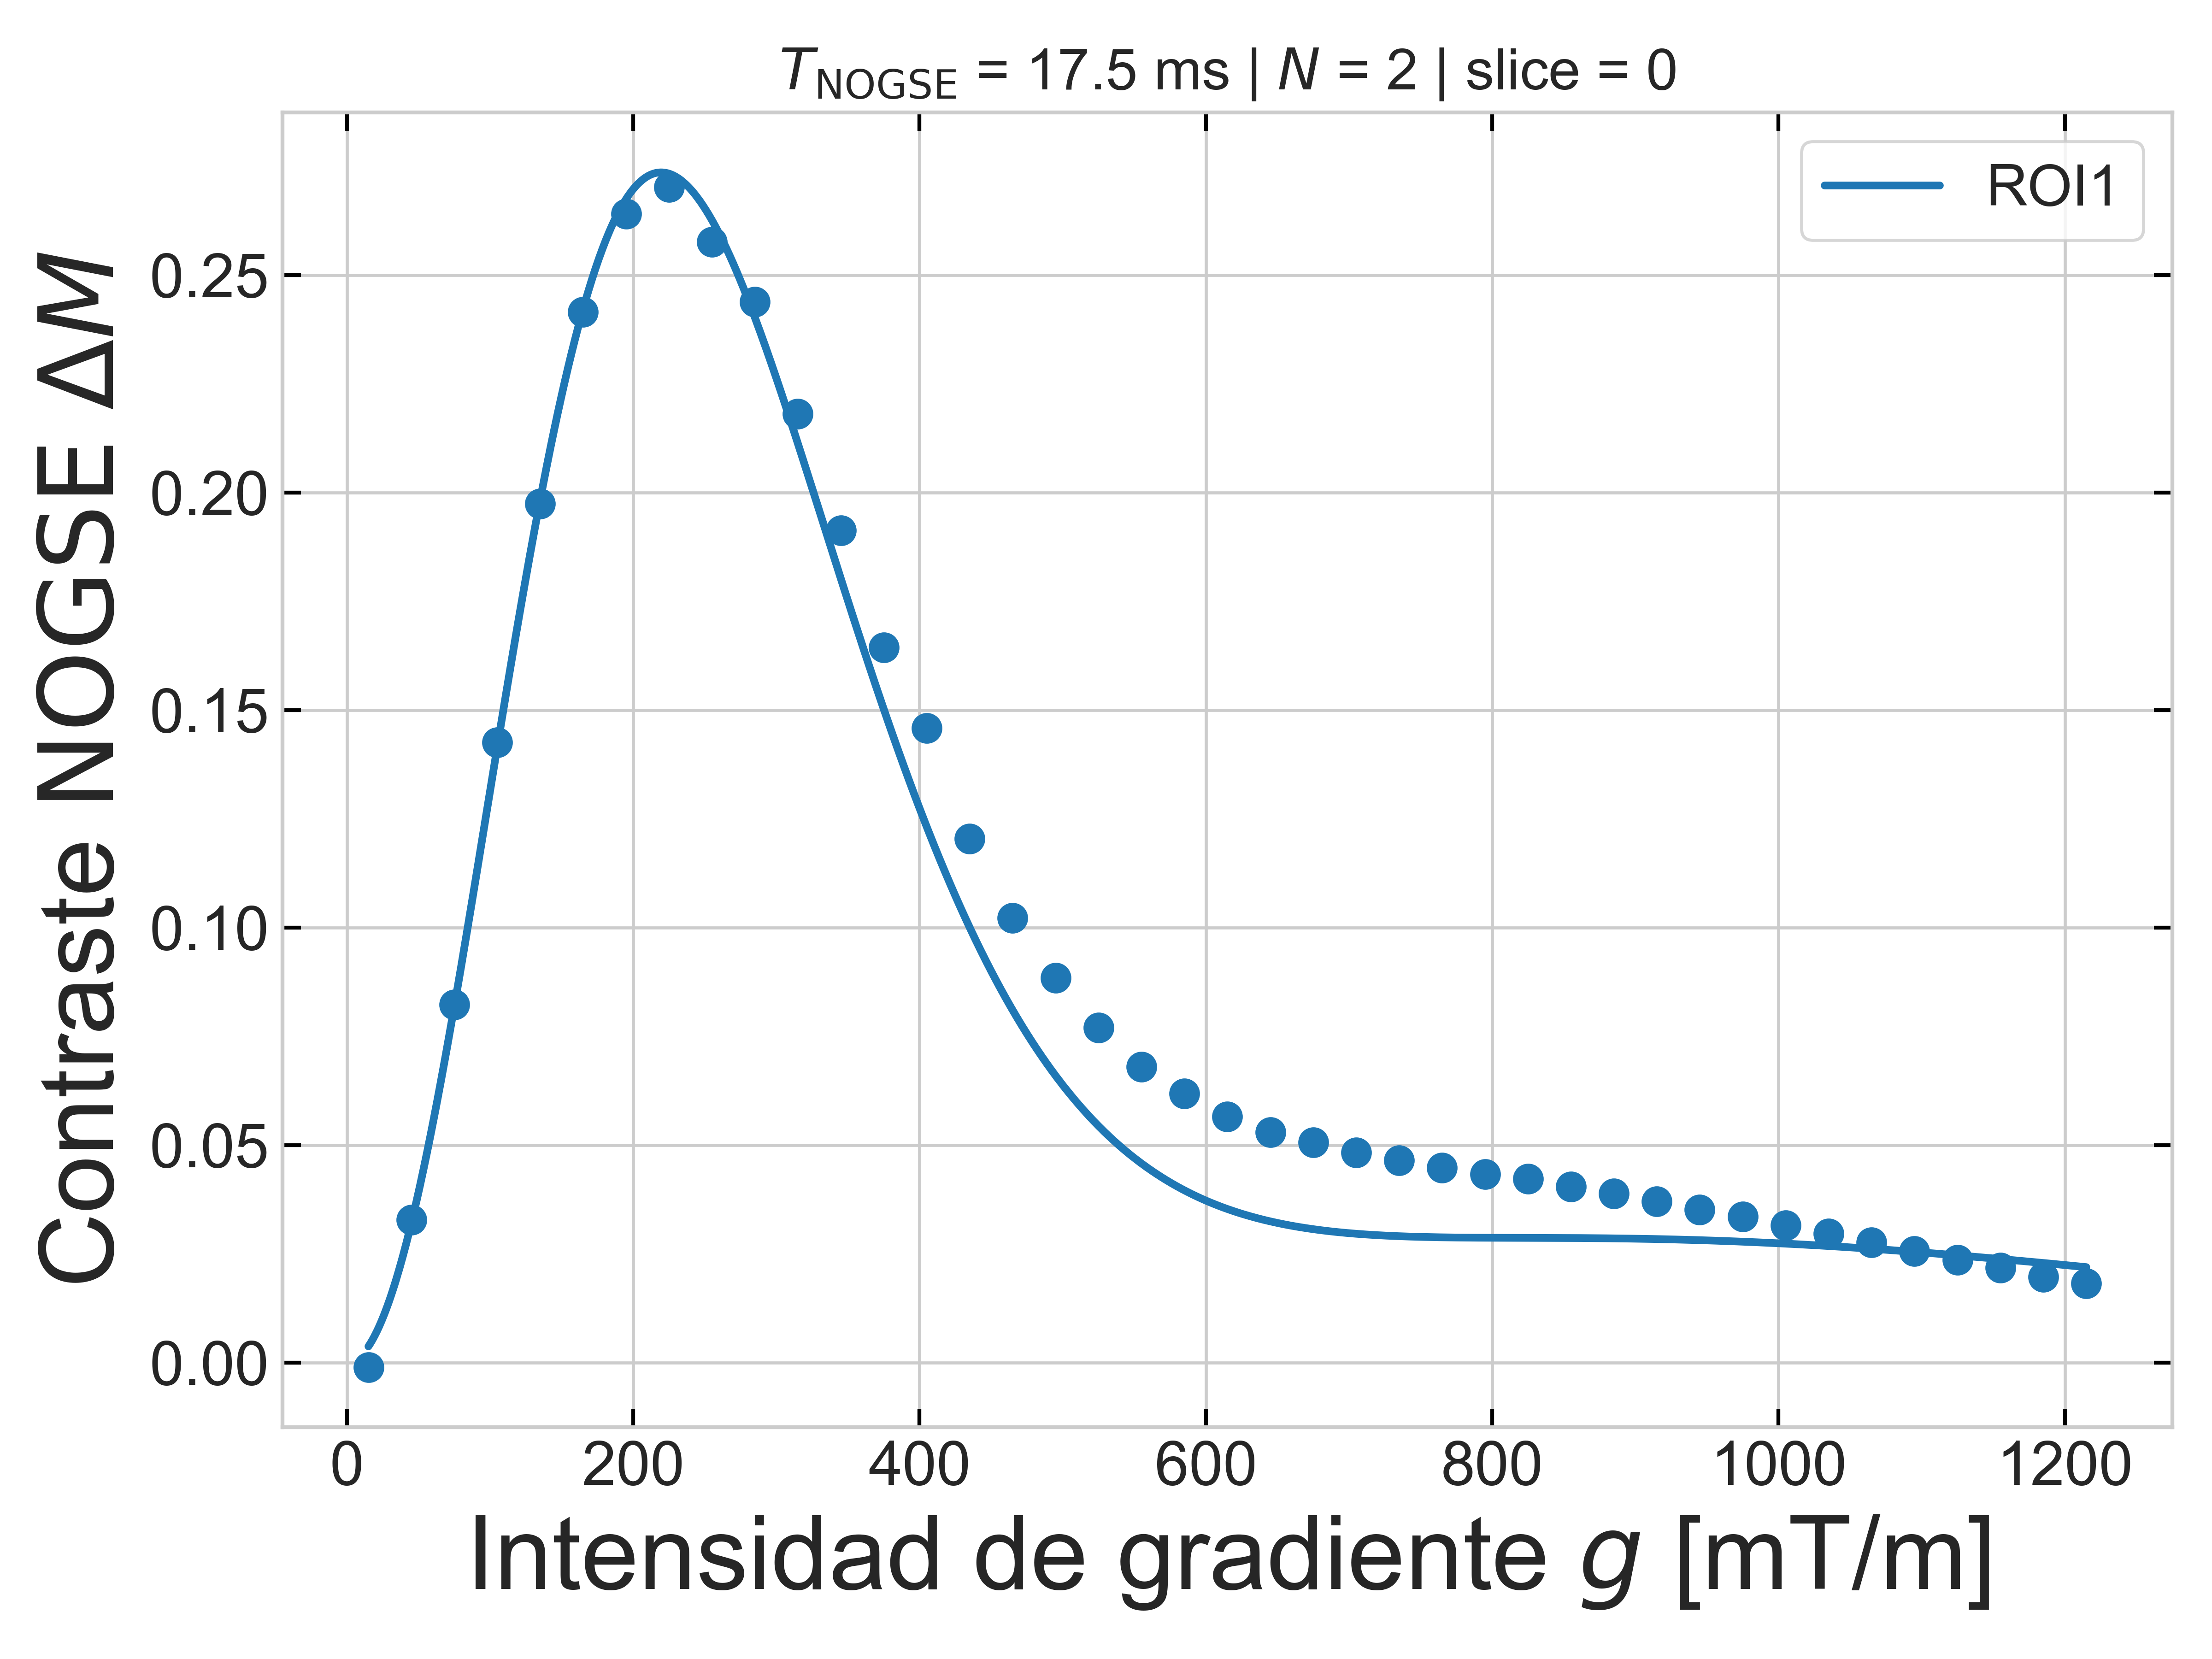 T_NOGSE = 17.5 ms | N = 2 | slice = 0
ROI1
Contraste NOGSE ΔM
0.25
0.20
0.15
0.10
0.05
0.00
0 200 400 600 800 1000 1200
Intensidad de gradiente g [mT/m]